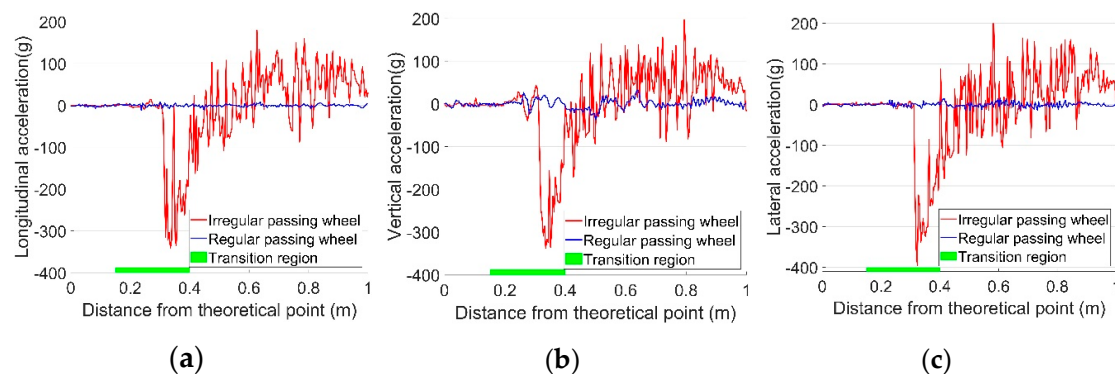 200
100
0
-100
-200
-300
-400
Longitudinal acceleration(g)
Irregular passing wheel
Regular passing wheel
Transition region
0 0.2 0.4 0.6 0.8 1
Distance from theoretical point (m)
(a)
200
100
0
-100
-200
-300
-400
Vertical acceleration(g)
Irregular passing wheel
Regular passing wheel
Transition region
0 0.2 0.4 0.6 0.8 1
Distance from theoretical point (m)
(b)
200
100
0
-100
-200
-300
-400
Lateral acceleration(g)
Irregular passing wheel
Regular passing wheel
Transition region
0 0.2 0.4 0.6 0.8 1
Distance from theoretical point (m)
(c)